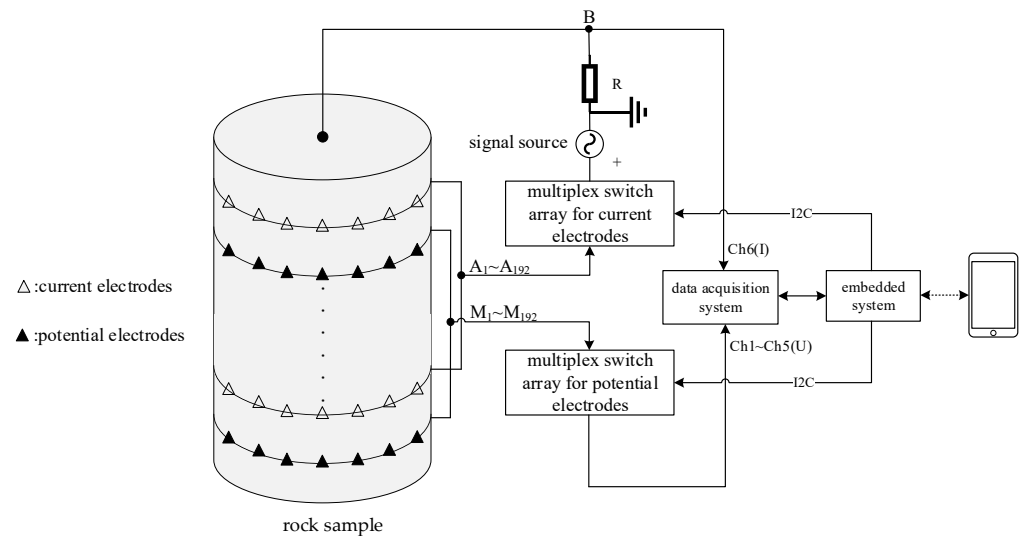 B
R
signal source
+
multiplex switch
array for current
electrodes
I2C
Ch6(I)
A₁~A₁₉₂
data acquisition
system
embedded
system
△:current electrodes
M₁~M₁₉₂
▲:potential electrodes
Ch1~Ch5(U)
multiplex switch
array for potential
electrodes
I2C
rock sample